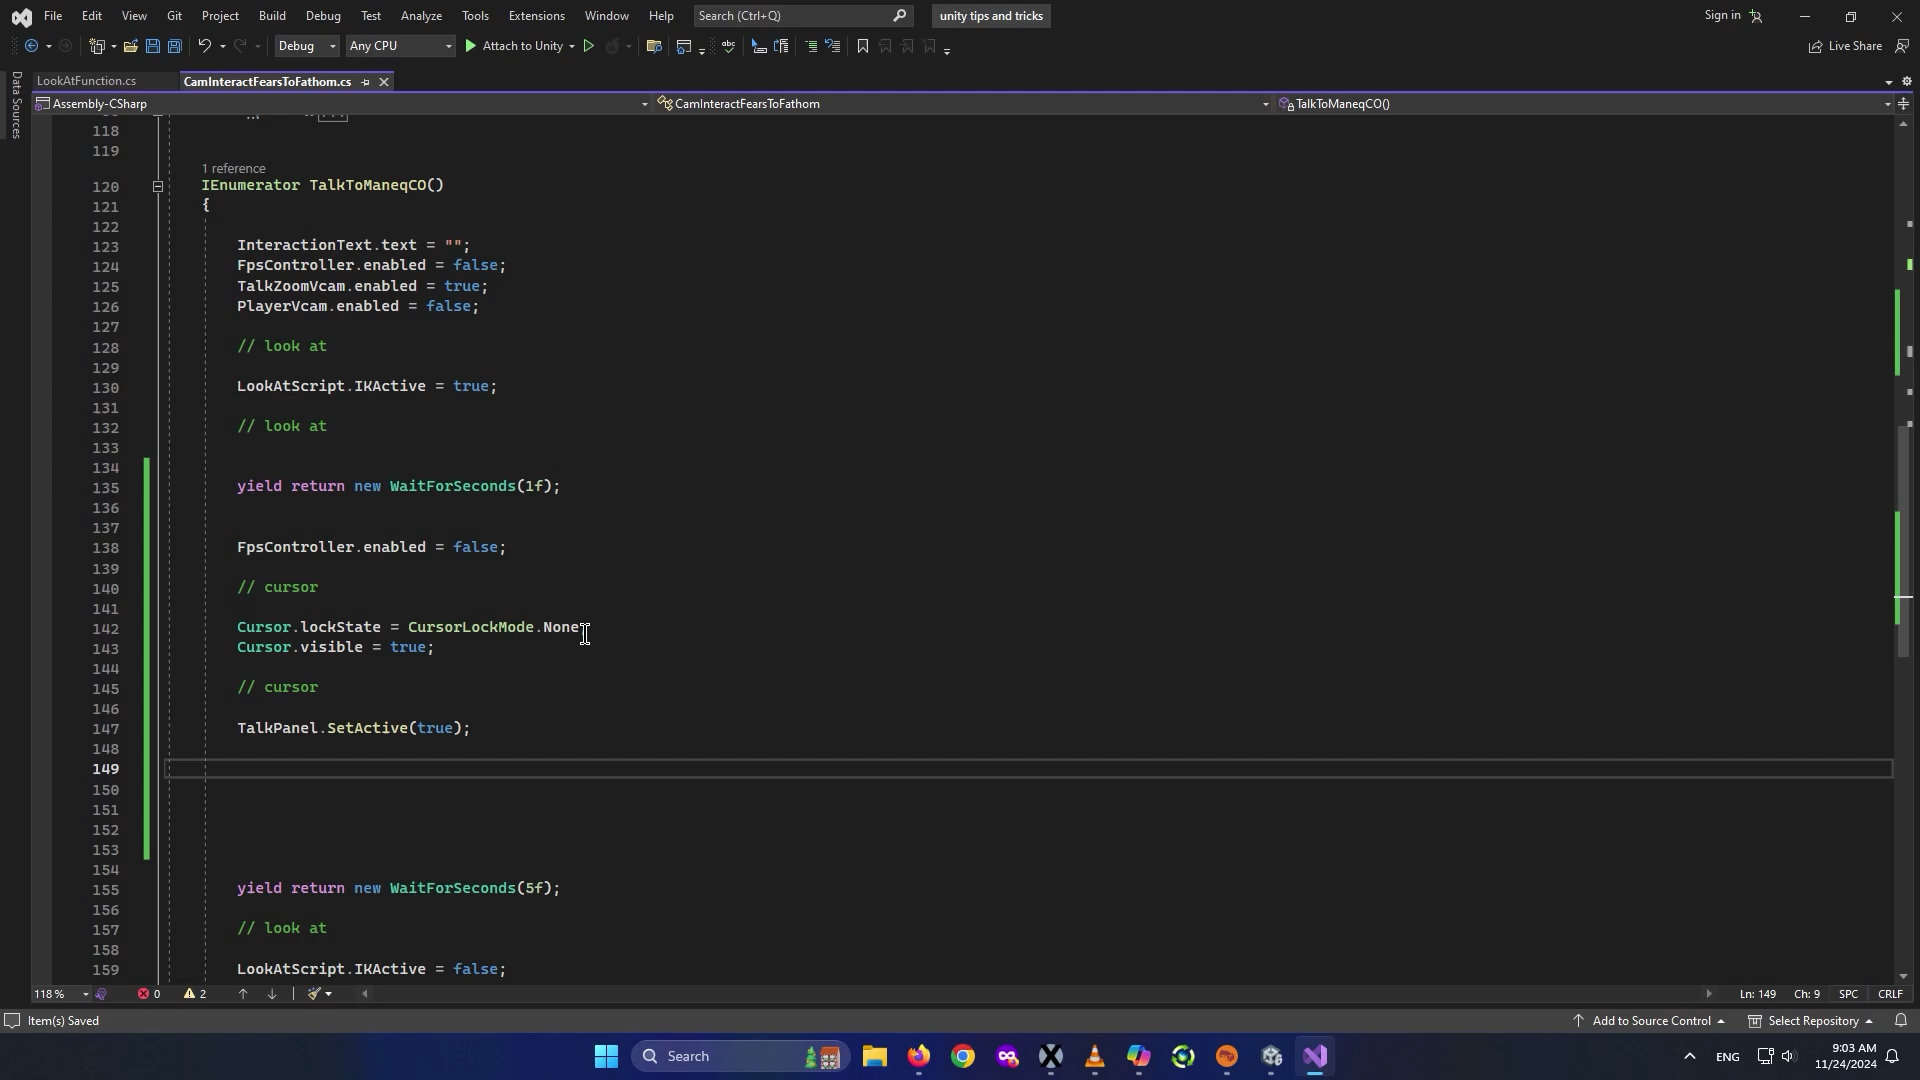 File Edit View Git Project Build Debug Test Analyze Tools Extensions Window Help Search (Ctrl+Q) unity tips and tricks Sign in
Debug Any CPU Attach to Unity Live Share
Data Sources
LookAtFunction.cs CamInteractFearsToFathom.cs
Assembly-CSharp CamInteractFearsToFathom TalkToManeqCO()
118
119
1 reference
120 IEnumerator TalkToManeqCO()
121 {
122
123 InteractionText.text = "";
124 FpsController.enabled = false;
125 TalkZoomVcam.enabled = true;
126 PlayerVcam.enabled = false;
127
128 // look at
129
130 LookAtScript.IKActive = true;
131
132 // look at
133
134
135 yield return new WaitForSeconds(1f);
136
137
138 FpsController.enabled = false;
139
140 // cursor
141
142 Cursor.lockState = CursorLockMode.None
143 Cursor.visible = true;
144
145 // cursor
146
147 TalkPanel.SetActive(true);
148
149
150
151
152
153
154
155 yield return new WaitForSeconds(5f);
156
157 // look at
158
159 LookAtScript.IKActive = false;
118 % 0 2 Ln: 149 Ch: 9 SPC CRLF
Item(s) Saved Add to Source Control Select Repository
Search ENG 9:03 AM
11/24/2024